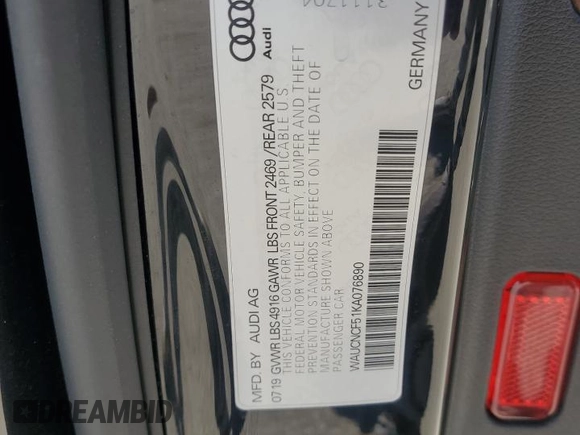 MFD. BY AUDI AG
0719 GVWR LBS 4916 GAWR LBS FRONT 2469 /REAR 2579
THIS VEHICLE CONFORMS TO ALL APPLICABLE U.S.
FEDERAL MOTOR VEHICLE SAFETY, BUMPER AND THEFT
PREVENTION STANDARDS IN EFFECT ON THE DATE OF
MANUFACTURE SHOWN ABOVE
PASSENGER CAR
WAUCNCF51KA076890
Audi
GERMANY
DREAMBID